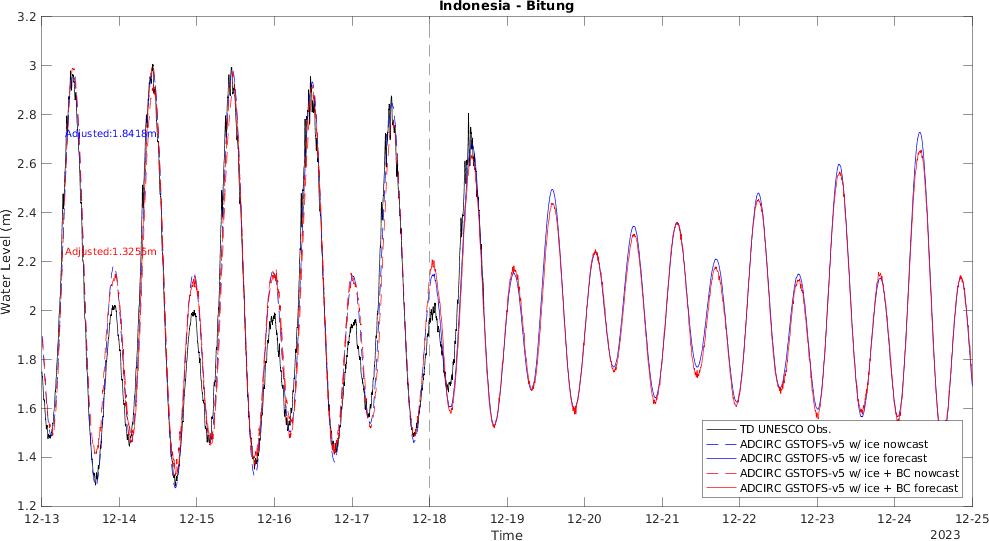 Indonesia - Bitung
3.2
3
2.8
2.6
2.4
2.2
2
1.8
1.6
1.4
1.2
Water Level (m)
Adjusted:1.8418m
Adjusted:1.3255m
TD UNESCO Obs.
ADCIRC GSTOFS-v5 w/ ice nowcast
ADCIRC GSTOFS-v5 w/ ice forecast
ADCIRC GSTOFS-v5 w/ ice + BC nowcast
ADCIRC GSTOFS-v5 w/ ice + BC forecast
12-13 12-14 12-15 12-16 12-17 12-18 12-19 12-20 12-21 12-22 12-23 12-24 12-25
Time
2023